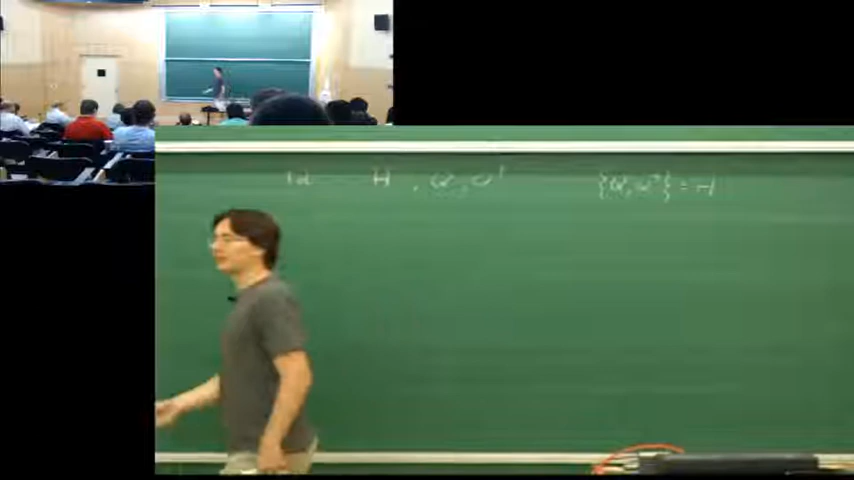 1d H , Q, Q† {Q, Q†} = H